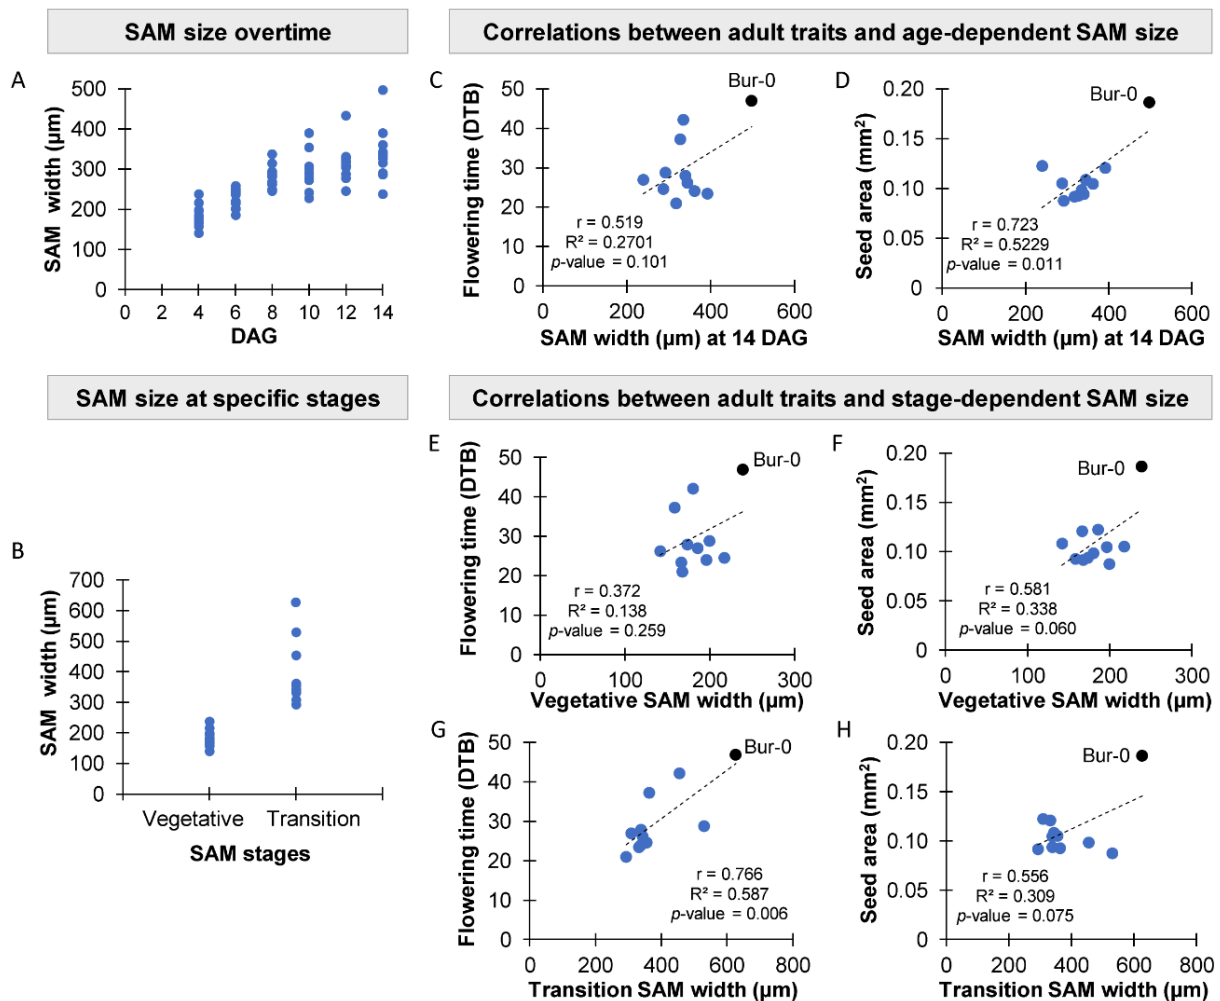 SAM size overtime
Correlations between adult traits and age-dependent SAM size
A
500
400
300
200
100
0
SAM width (µm)
0 2 4 6 8 10 12 14
DAG
C
50
40
30
20
10
0
Flowering time (DTB)
Bur-0
r = 0.519
R² = 0.2701
p-value = 0.101
0 200 400 600
SAM width (µm) at 14 DAG
D
0.20
0.15
0.10
0.05
0
Seed area (mm²)
Bur-0
r = 0.723
R² = 0.5229
p-value = 0.011
0 200 400 600
SAM width (µm) at 14 DAG
SAM size at specific stages
Correlations between adult traits and stage-dependent SAM size
B
700
600
500
400
300
200
100
0
SAM width (µm)
Vegetative Transition
SAM stages
E
50
40
30
20
10
0
Flowering time (DTB)
Bur-0
r = 0.372
R² = 0.138
p-value = 0.259
0 100 200 300
Vegetative SAM width (µm)
F
0.20
0.15
0.10
0.05
0
Seed area (mm²)
Bur-0
r = 0.581
R² = 0.338
p-value = 0.060
0 100 200 300
Vegetative SAM width (µm)
G
50
40
30
20
10
0
Flowering time (DTB)
Bur-0
r = 0.766
R² = 0.587
p-value = 0.006
0 200 400 600 800
Transition SAM width (µm)
H
0.20
0.15
0.10
0.05
0
Seed area (mm²)
Bur-0
r = 0.556
R² = 0.309
p-value = 0.075
0 200 400 600 800
Transition SAM width (µm)